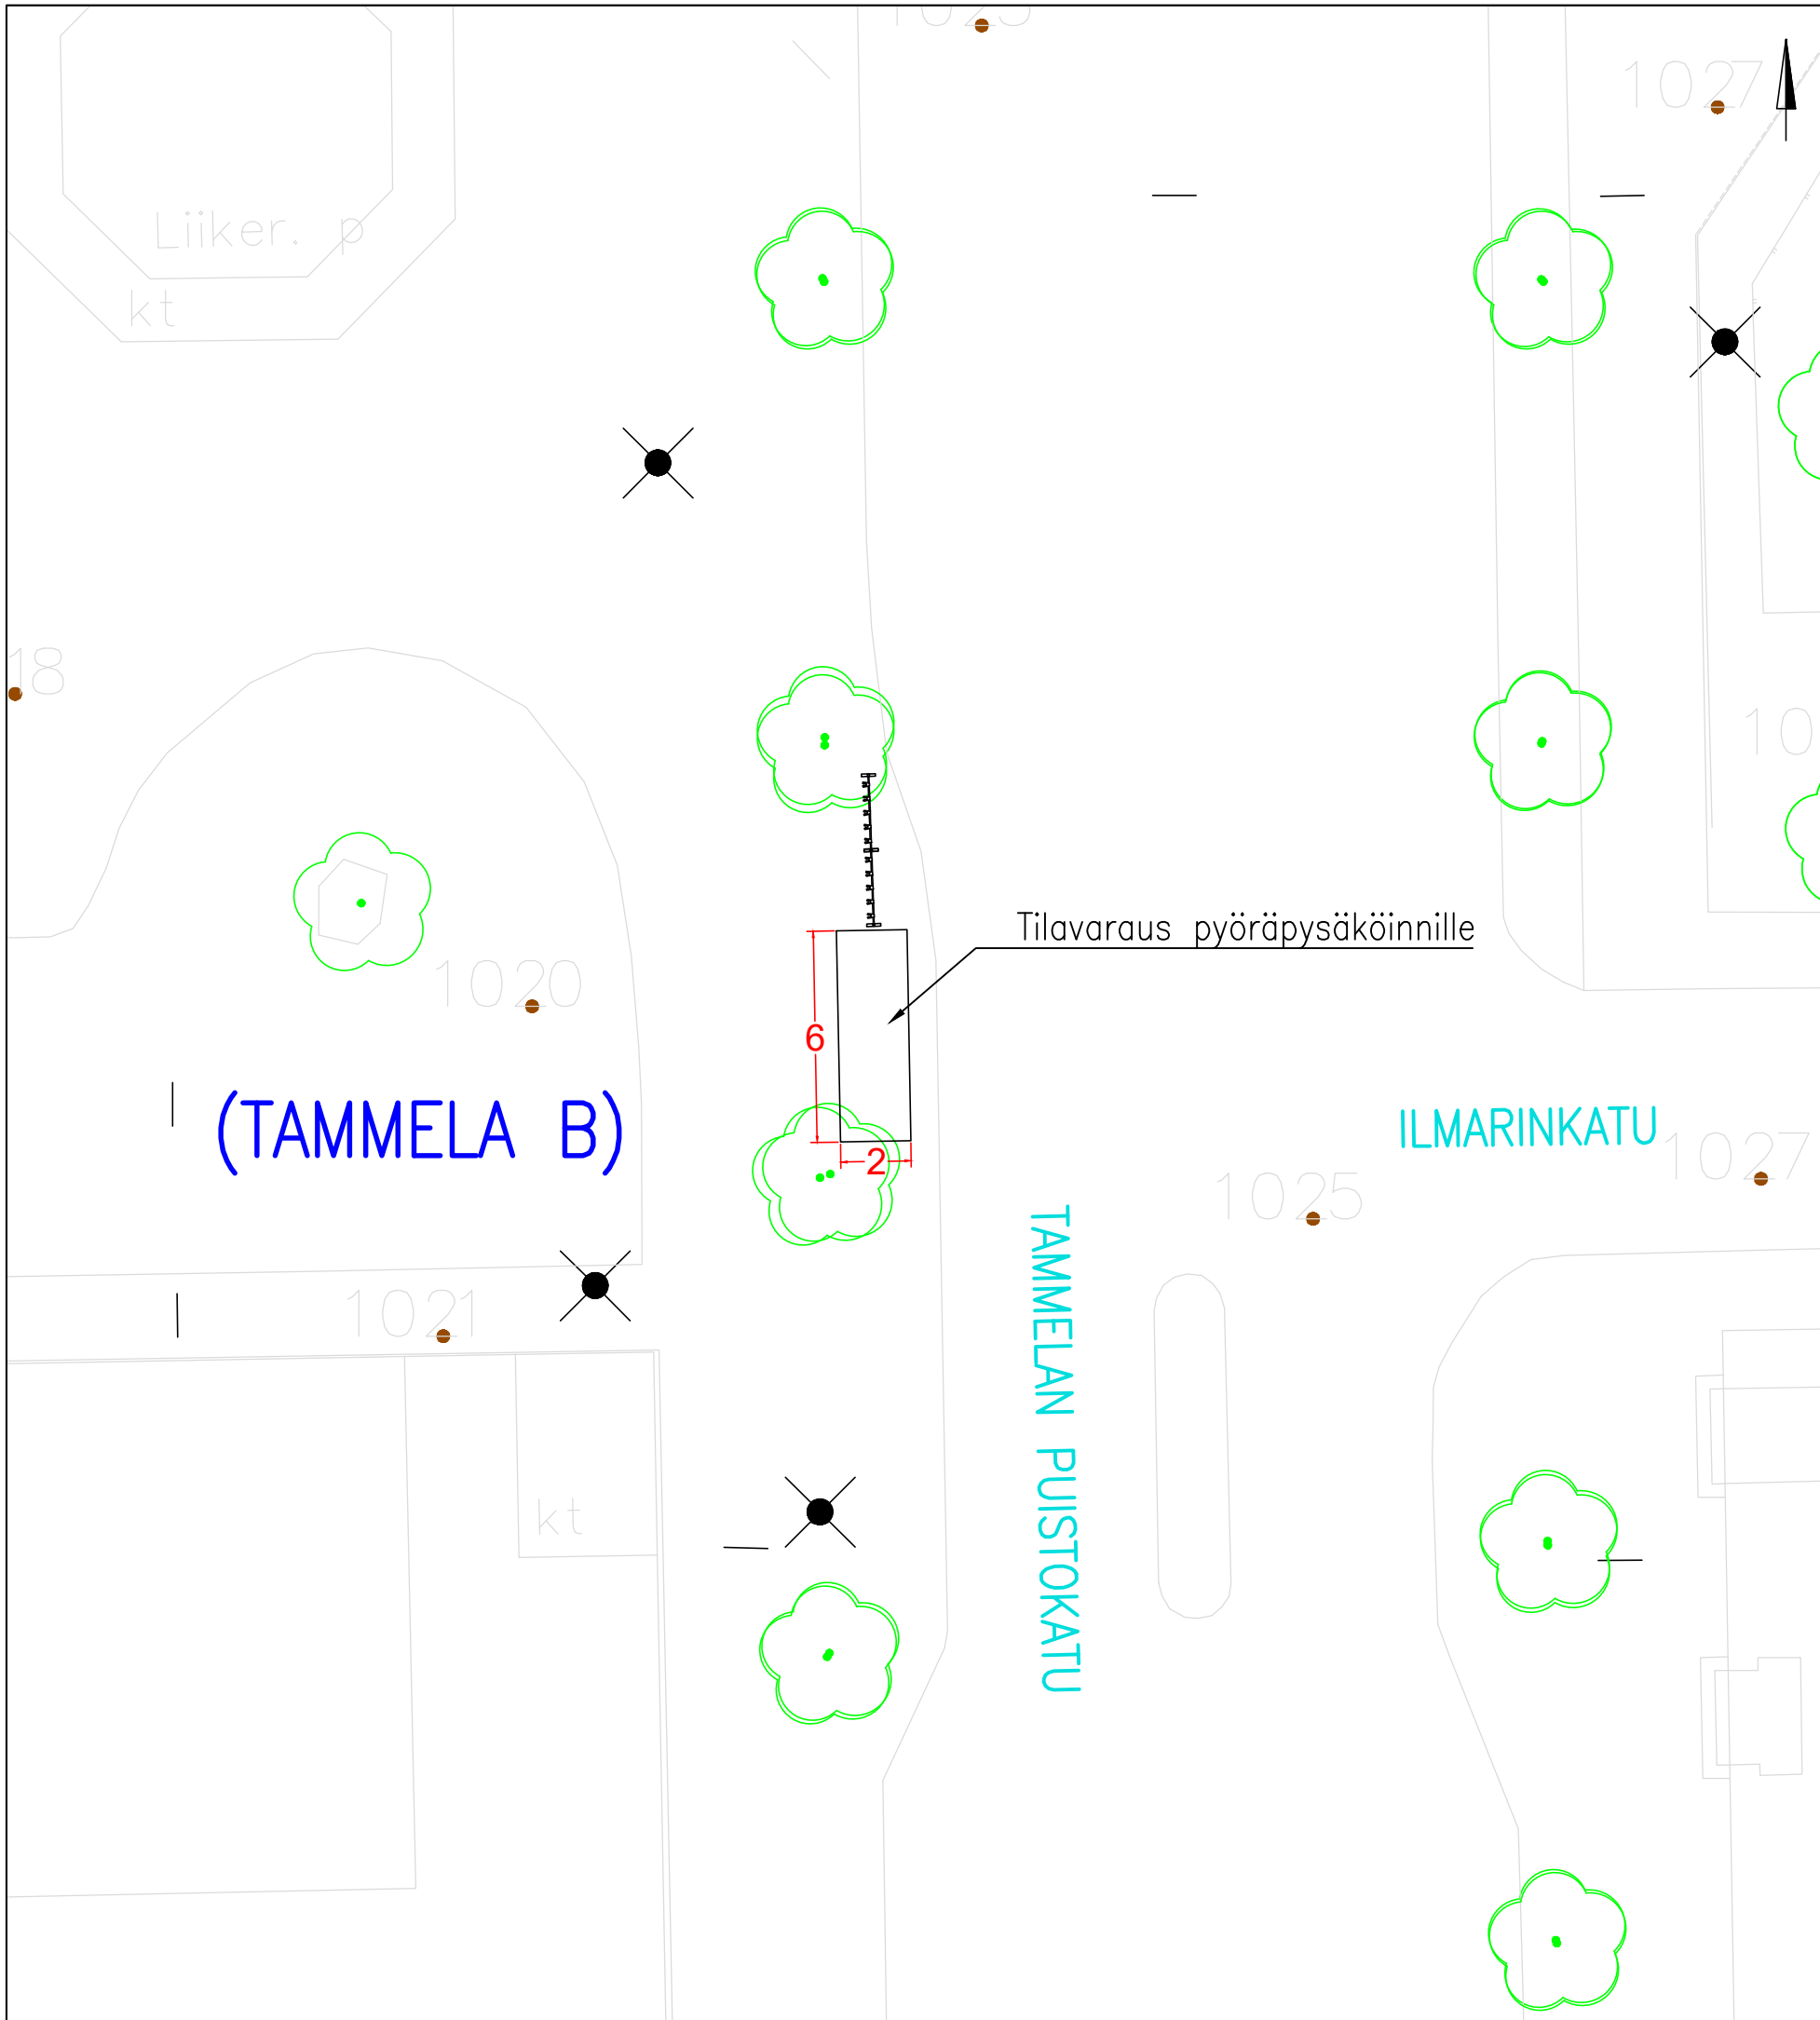 1027
Liiker. p
kt
18
10
Tilavaraus pyöräpysäköinnille
1020
6
(TAMMELA B)
ILMARINKATU
2
1027
1025
TAMMELAN PUISTOKATU
1021
kt